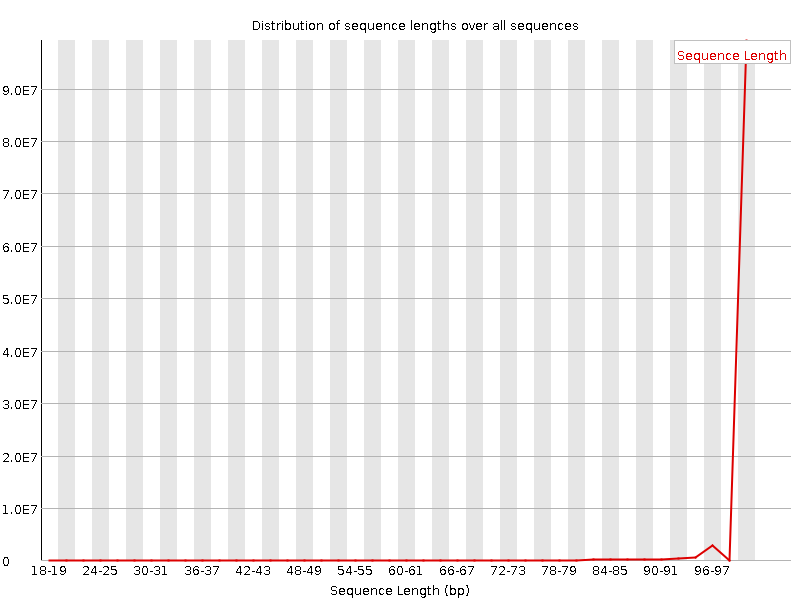 Distribution of sequence lengths over all sequences
Sequence Length
9.0E7
8.0E7
7.0E7
6.0E7
5.0E7
4.0E7
3.0E7
2.0E7
1.0E7
0
18-19 24-25 30-31 36-37 42-43 48-49 54-55 60-61 66-67 72-73 78-79 84-85 90-91 96-97
Sequence Length (bp)